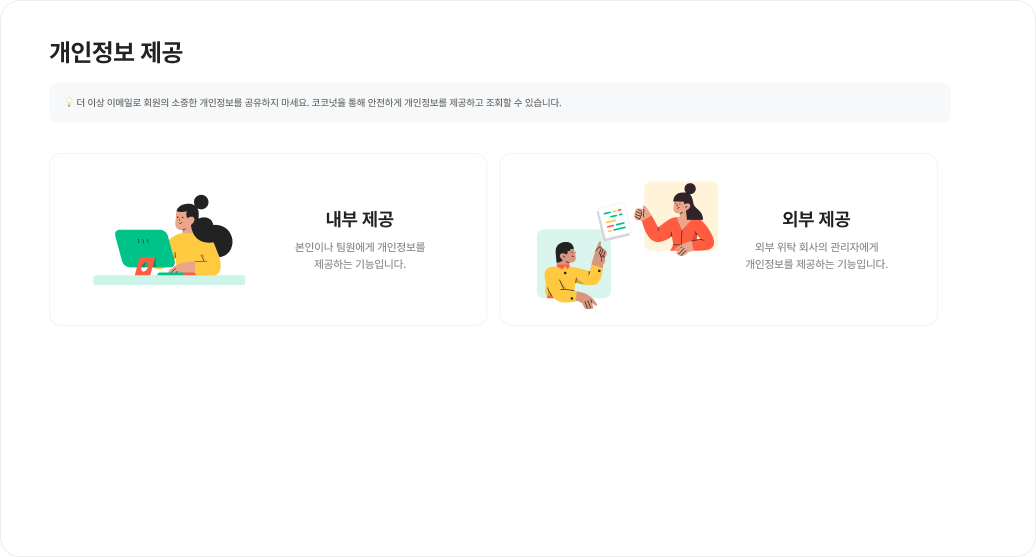 개인정보 제공
💡 더 이상 이메일로 회원의 소중한 개인정보를 공유하지 마세요. 코코넛을 통해 안전하게 개인정보를 제공하고 조회할 수 있습니다.
내부 제공
본인이나 팀원에게 개인정보를
제공하는 기능입니다.
외부 제공
외부 위탁 회사의 관리자에게
개인정보를 제공하는 기능입니다.